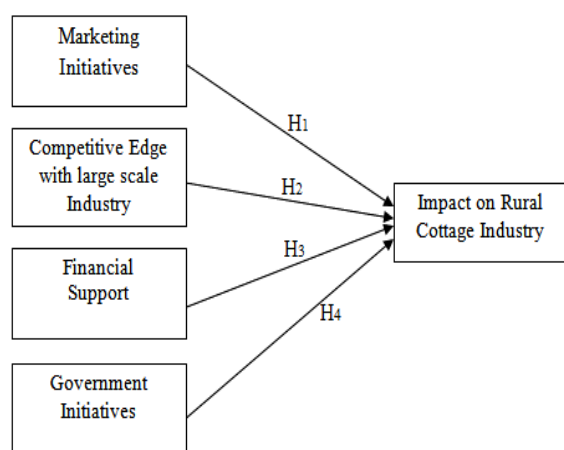 Marketing
Initiatives
H1
Competitive Edge
with large scale
Industry
H2
Impact on Rural
Cottage Industry
Financial
Support
H3
H4
Government
Initiatives